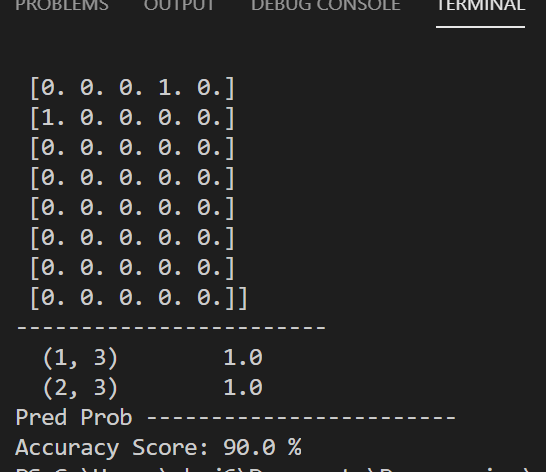 PROBLEMS OUTPUT DEBUG CONSOLE TERMINAL
[0. 0. 0. 1. 0.]
[1. 0. 0. 0. 0.]
[0. 0. 0. 0. 0.]
[0. 0. 0. 0. 0.]
[0. 0. 0. 0. 0.]
[0. 0. 0. 0. 0.]
[0. 0. 0. 0. 0.]
[0. 0. 0. 0. 0.]]
------------------------
(1, 3) 1.0
(2, 3) 1.0
Pred Prob ------------------------
Accuracy Score: 90.0 %